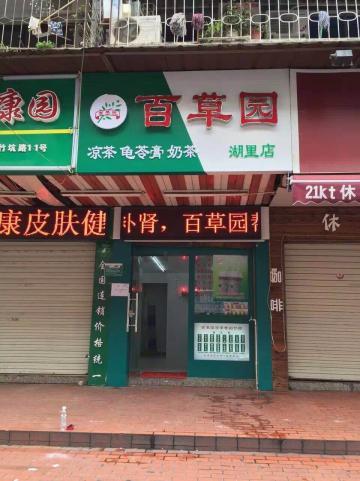 康园
竹坑路11号
百草园
凉茶 龟苓膏 奶茶 湖里店
21kt 休
休
康皮肤健
补肾，百草园帮
全国连锁价格统一
咖啡